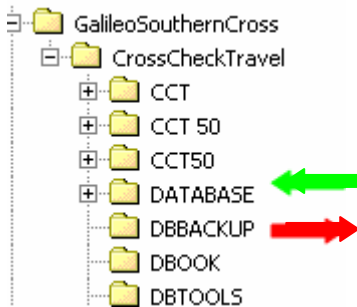 GalileoSouthernCross
CrossCheckTravel
CCT
CCT 50
CCT50
DATABASE
DBBACKUP
DBOOK
DBTOOLS